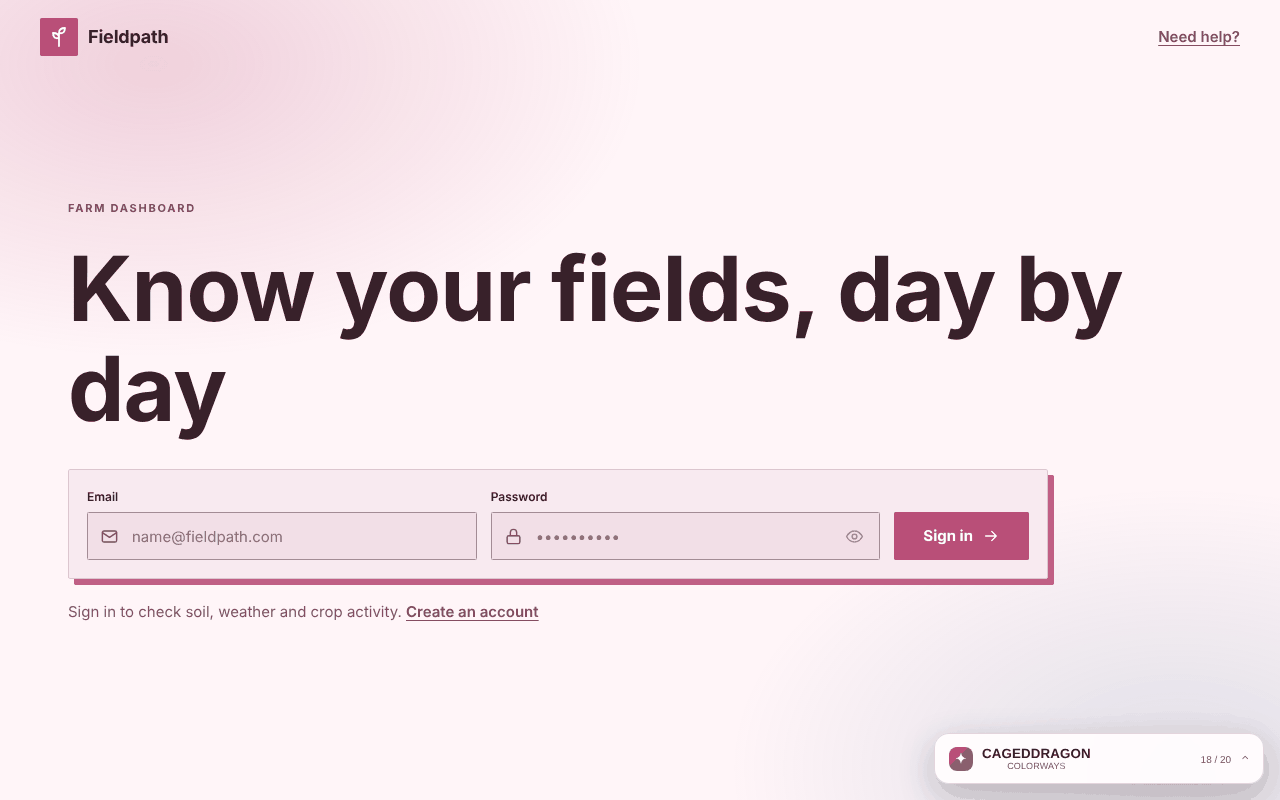 Fieldpath
Need help?
FARM DASHBOARD
Know your fields, day by
day
Email
Password
name@fieldpath.com
••••••••••
Sign in
Sign in to check soil, weather and crop activity. Create an account
CAGEDDRAGON
COLORWAYS
18 / 20